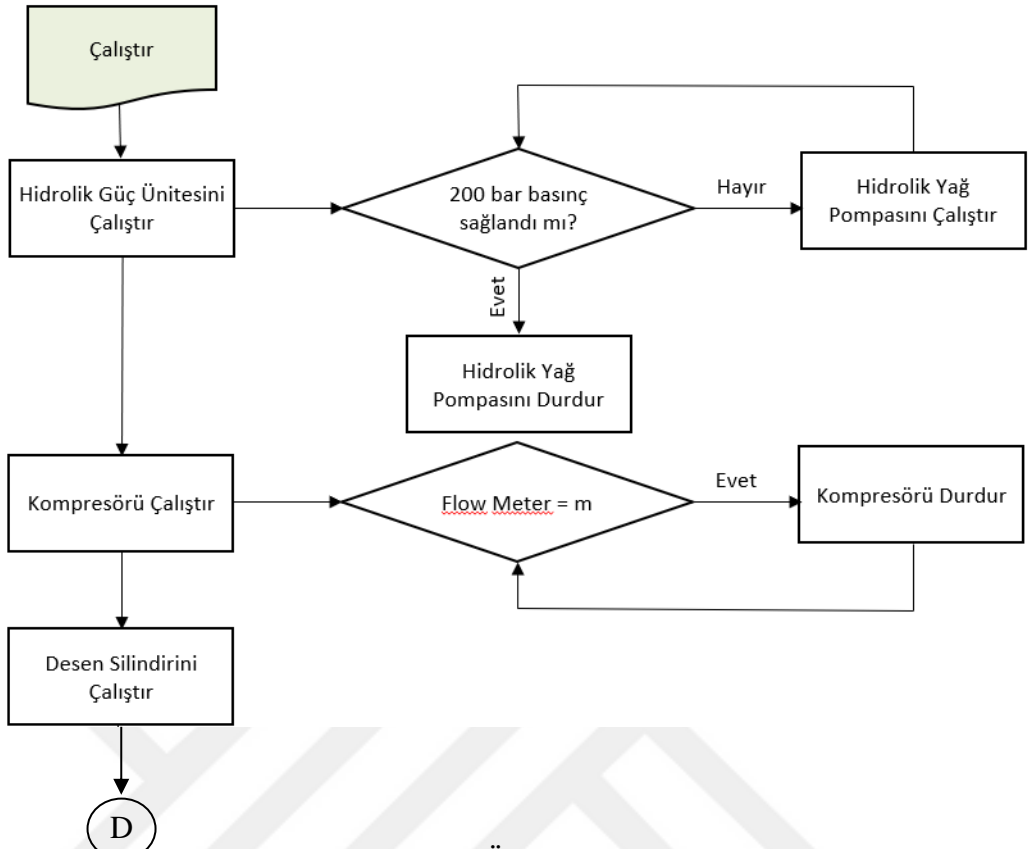 Çalıştır
Hidrolik Güç Ünitesini
Çalıştır
200 bar basınç
sağlandı mı?
Hayır
Hidrolik Yağ
Pompasını Çalıştır
Evet
Hidrolik Yağ
Pompasını Durdur
Kompresörü Çalıştır
Flow Meter = m
Evet
Kompresörü Durdur
Desen Silindirini
Çalıştır
D